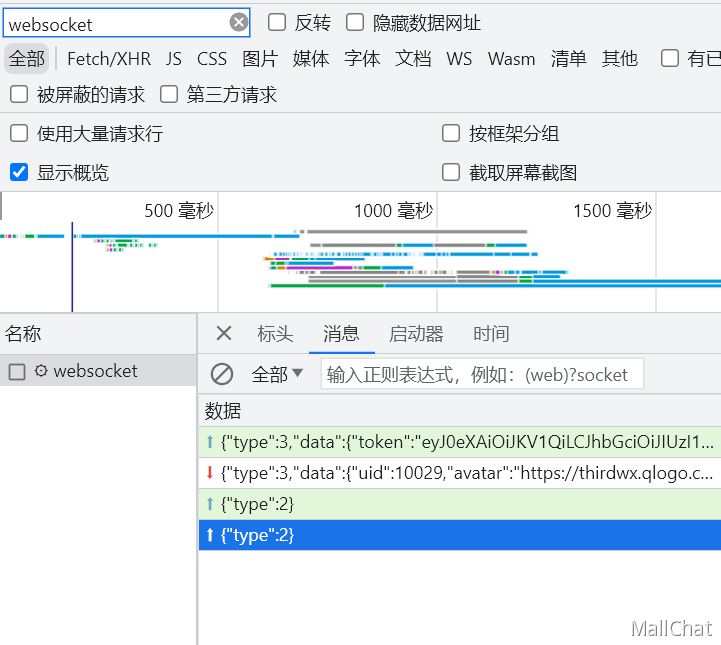 websocket 反转 隐藏数据网址
全部 Fetch/XHR JS CSS 图片 媒体 字体 文档 WS Wasm 清单 其他 有已
被屏蔽的请求 第三方请求
使用大量请求行 按框架分组
显示概览 截取屏幕截图
500 毫秒 1000 毫秒 1500 毫秒
名称 标头 消息 启动器 时间
websocket 全部 输入正则表达式，例如：(web)?socket
数据
{"type":3,"data":{"token":"eyJ0eXAiOiJKV1QiLCJhbGciOiJIUzI1...
{"type":3,"data":{"uid":10029,"avatar":"https://thirdwx.qlogo.c...
{"type":2}
{"type":2}
MallChat